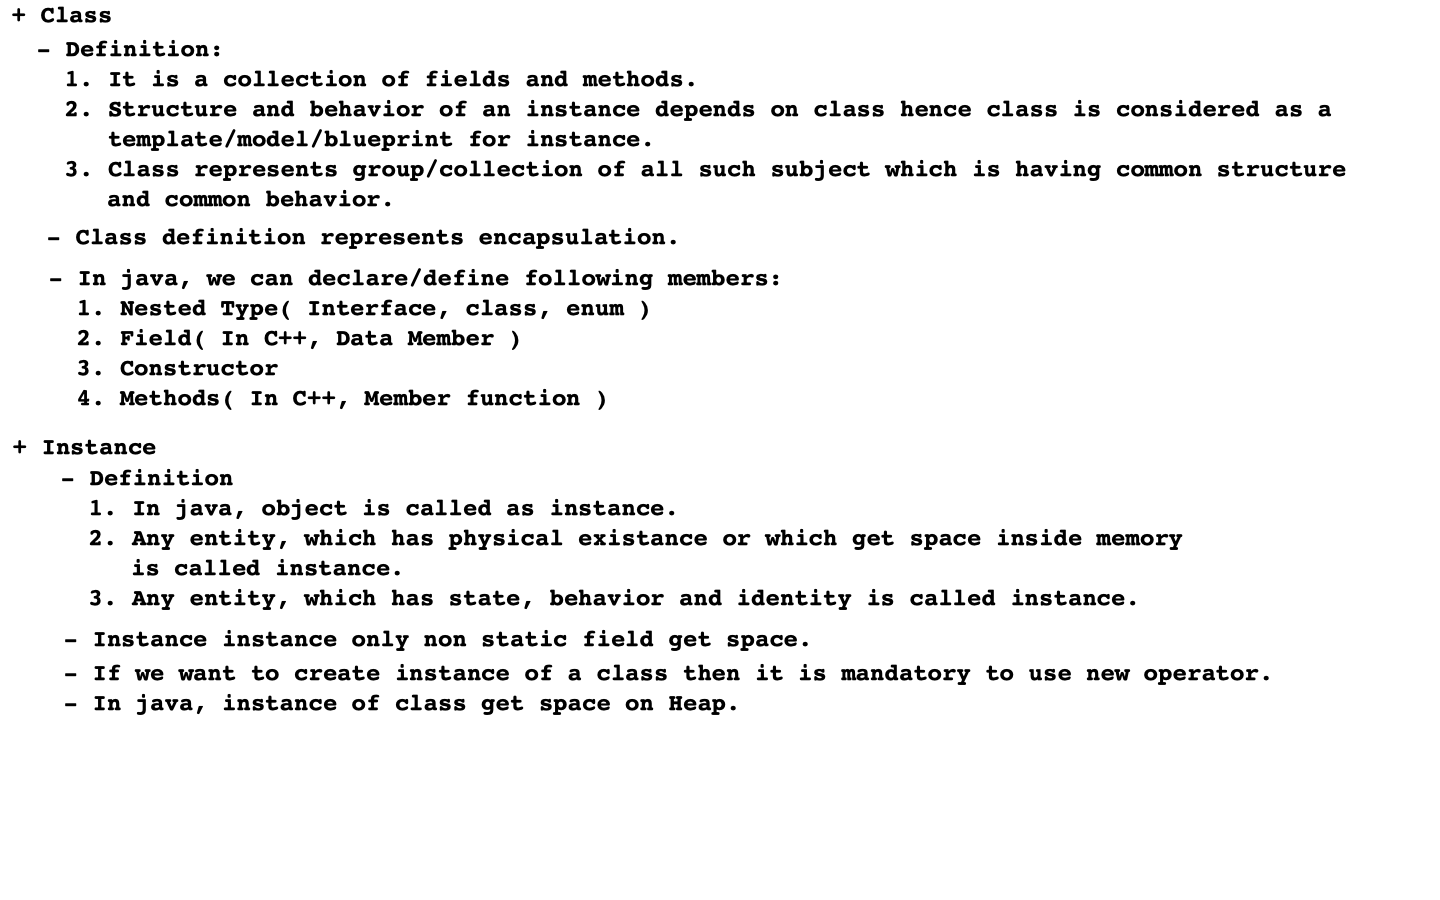 + Class
- Definition:
1. It is a collection of fields and methods.
2. Structure and behavior of an instance depends on class hence class is considered as a
template/model/blueprint for instance.
3. Class represents group/collection of all such subject which is having common structure
and common behavior.
- Class definition represents encapsulation.
- In java, we can declare/define following members:
1. Nested Type( Interface, class, enum )
2. Field( In C++, Data Member )
3. Constructor
4. Methods( In C++, Member function )
+ Instance
- Definition
1. In java, object is called as instance.
2. Any entity, which has physical existance or which get space inside memory
is called instance.
3. Any entity, which has state, behavior and identity is called instance.
- Instance instance only non static field get space.
- If we want to create instance of a class then it is mandatory to use new operator.
- In java, instance of class get space on Heap.